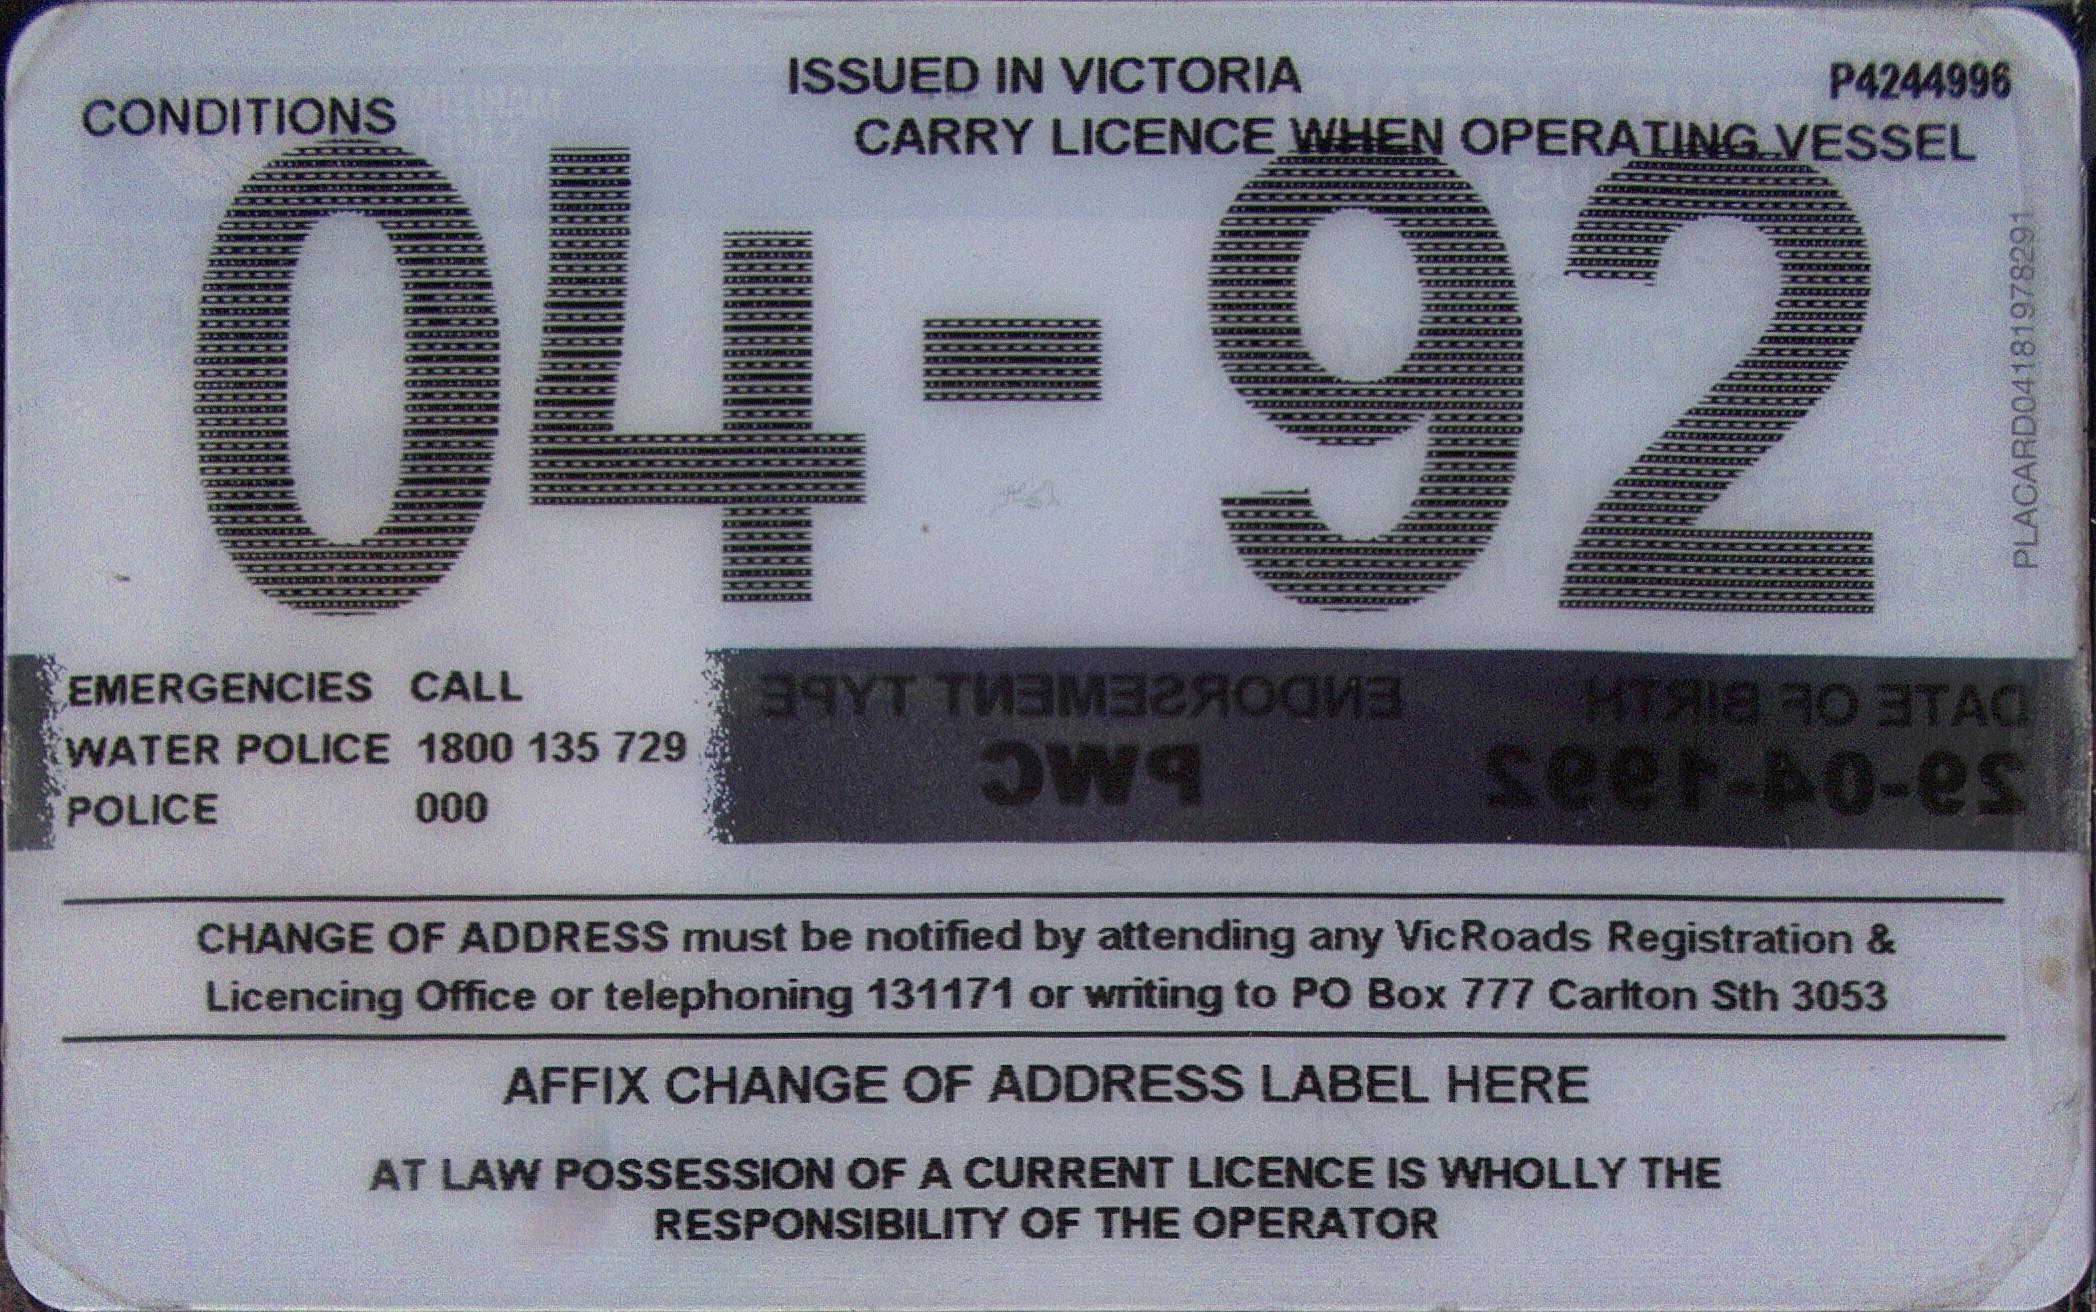 ISSUED IN VICTORIA
P4244996
CONDITIONS
CARRY LICENCE WHEN OPERATING VESSEL
04-92
PLACARD0418197829​1
EMERGENCIES CALL
WATER POLICE 1800 135 729
POLICE 000
ENDORSEMENT TYPE
DATE OF BIRTH
PWC
29-04-1992
CHANGE OF ADDRESS must be notified by attending any VicRoads Registration &
Licencing Office or telephoning 131171 or writing to PO Box 777 Carlton Sth 3053
AFFIX CHANGE OF ADDRESS LABEL HERE
AT LAW POSSESSION OF A CURRENT LICENCE IS WHOLLY THE
RESPONSIBILITY OF THE OPERATOR